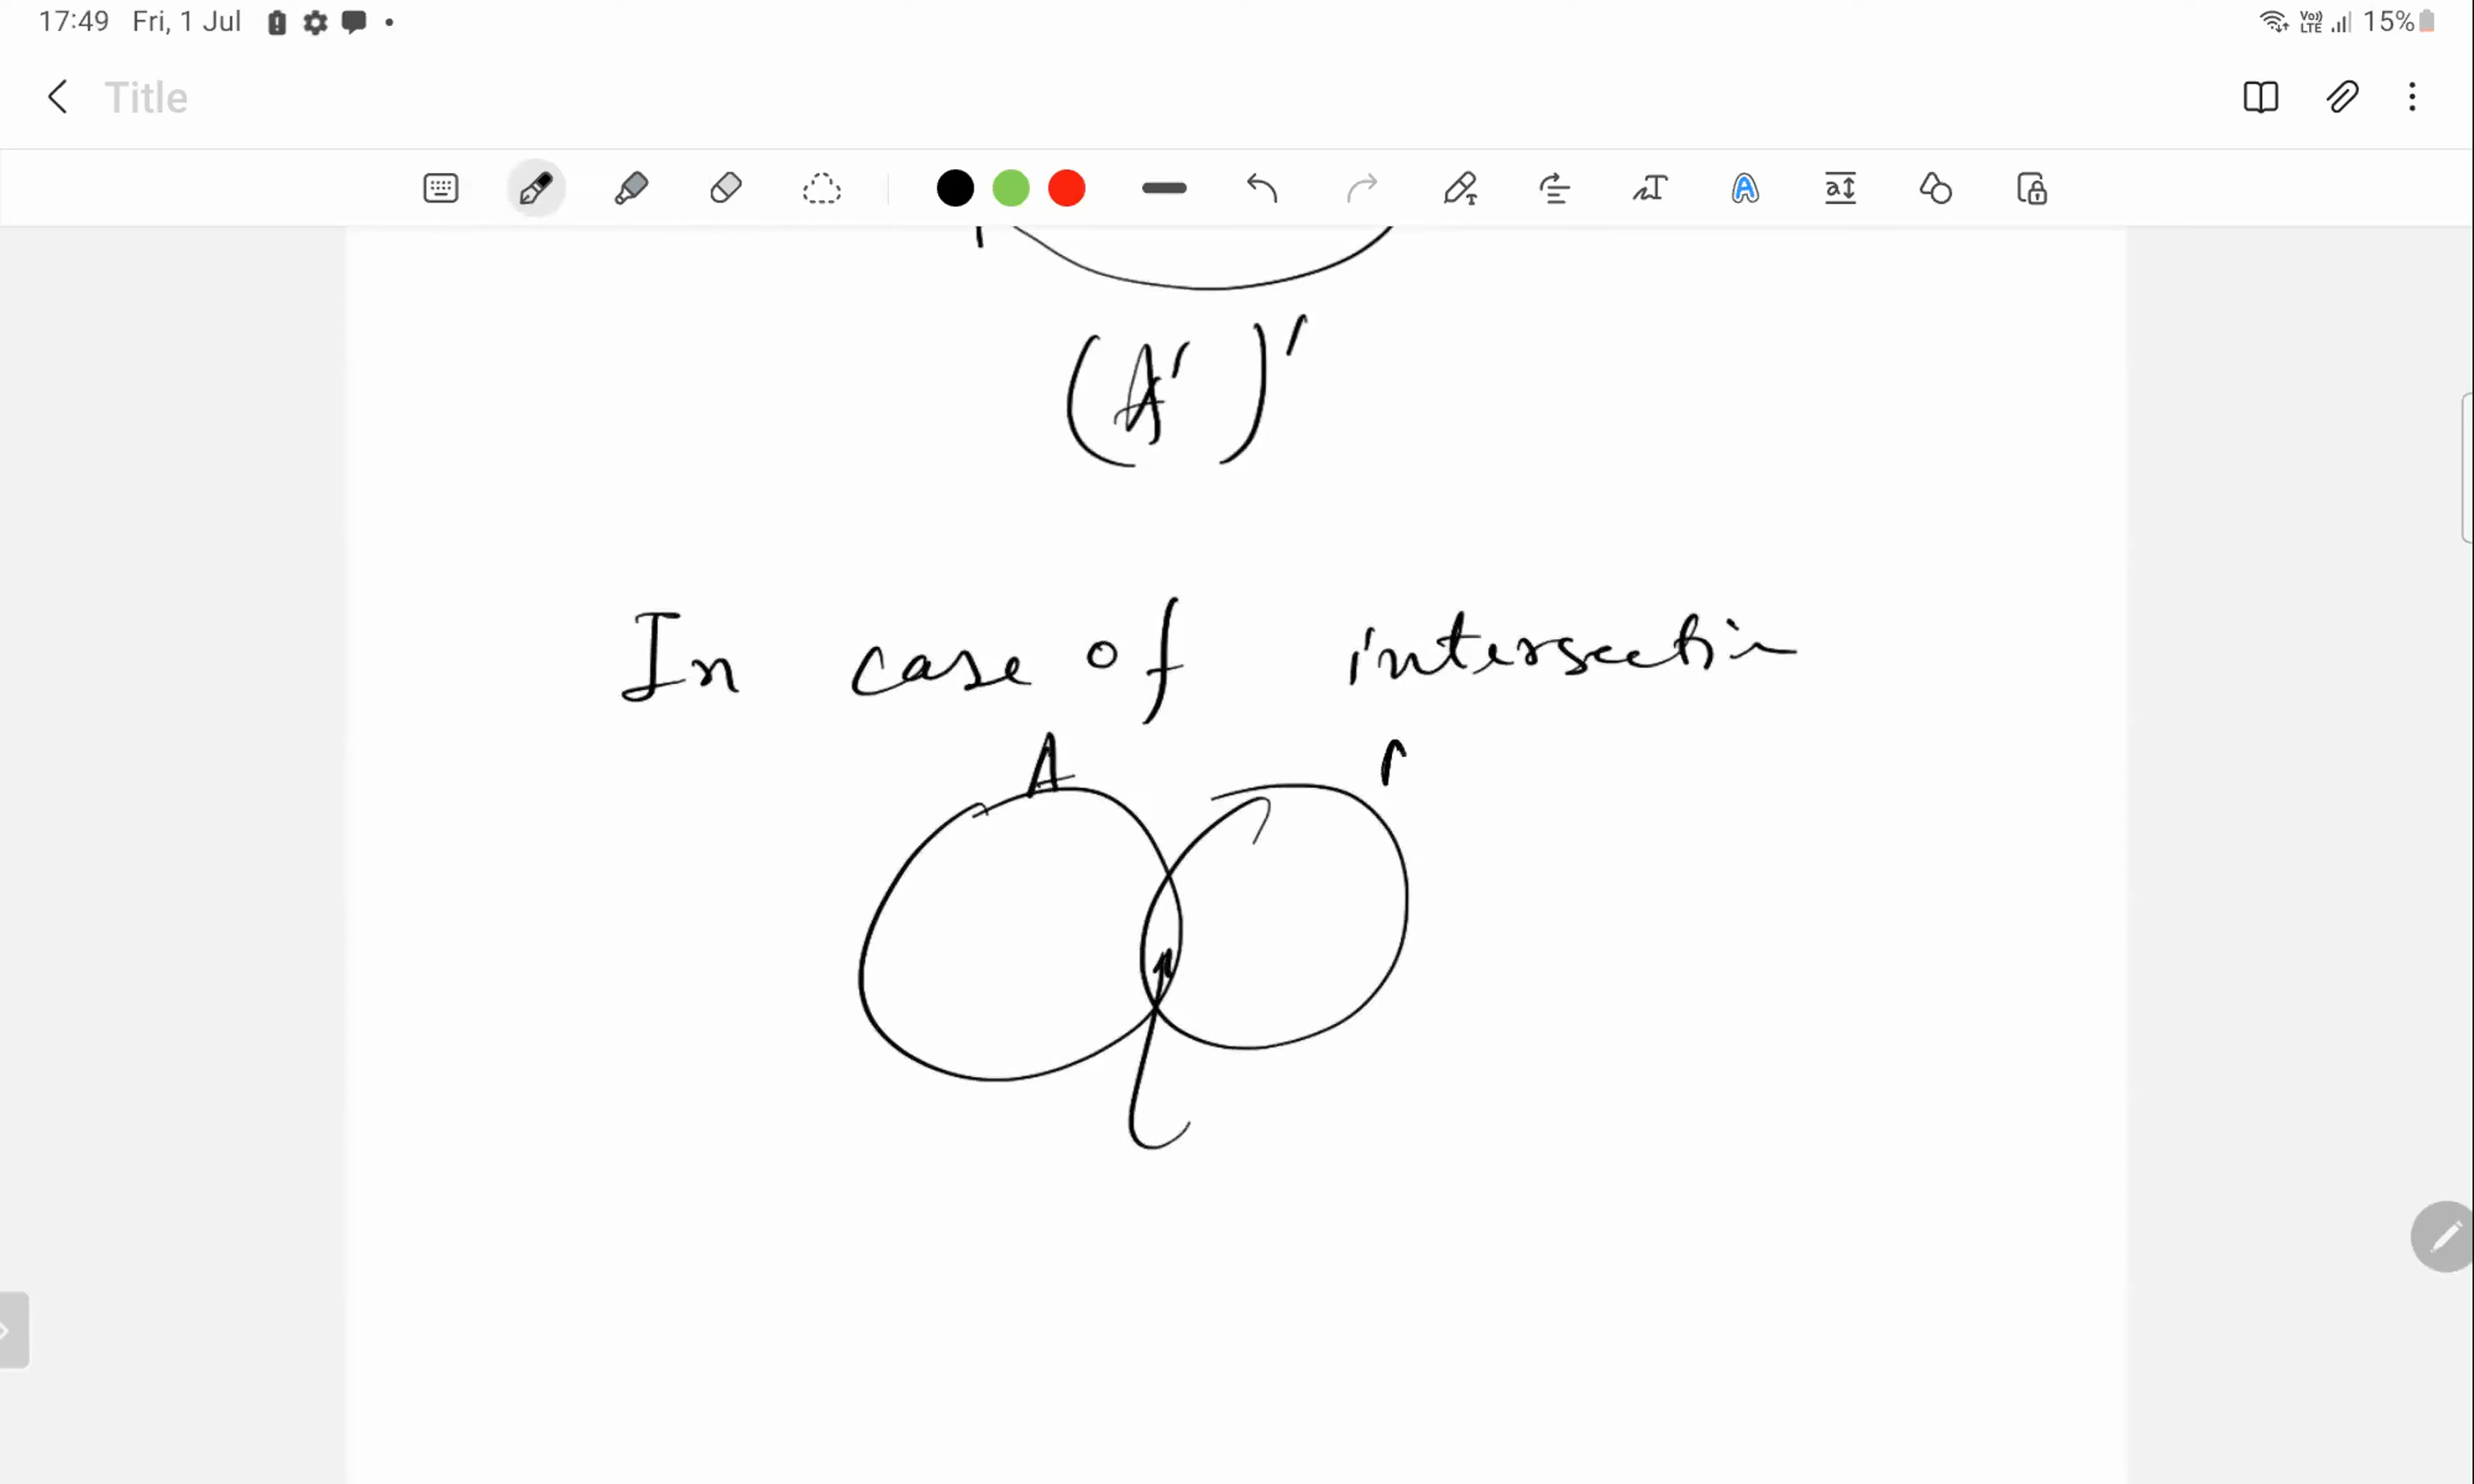 17:49 Fri, 1 Jul 15%
Title
(A')'
In case of intersection
A